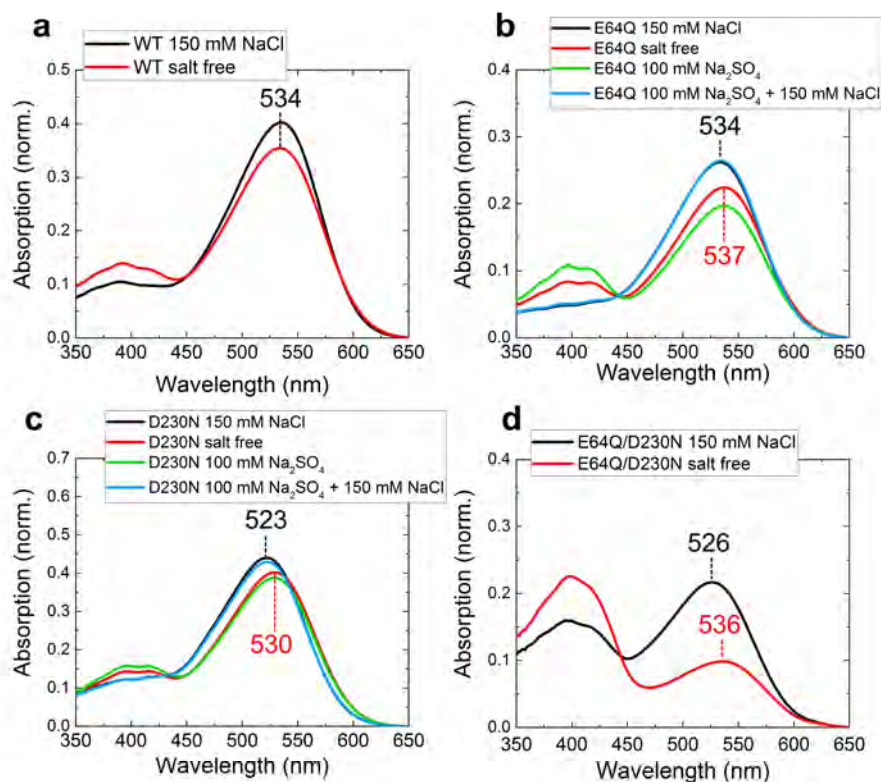 a
WT 150 mM NaCl
WT salt free
534
0.5
0.4
0.3
0.2
0.1
0.0
Absorption (norm.)
350 400 450 500 550 600 650
Wavelength (nm)
b
E64Q 150 mM NaCl
E64Q salt free
E64Q 100 mM Na₂SO₄
E64Q 100 mM Na₂SO₄ + 150 mM NaCl
534
537
0.4
0.3
0.2
0.1
0.0
Absorption (norm.)
350 400 450 500 550 600 650
Wavelength (nm)
c
D230N 150 mM NaCl
D230N salt free
D230N 100 mM Na₂SO₄
D230N 100 mM Na₂SO₄ + 150 mM NaCl
523
530
0.7
0.6
0.5
0.4
0.3
0.2
0.1
0.0
Absorption (norm.)
350 400 450 500 550 600 650
Wavelength (nm)
d
E64Q/D230N 150 mM NaCl
E64Q/D230N salt free
526
536
0.4
0.3
0.2
0.1
0.0
Absorption (norm.)
350 400 450 500 550 600 650
Wavelength (nm)